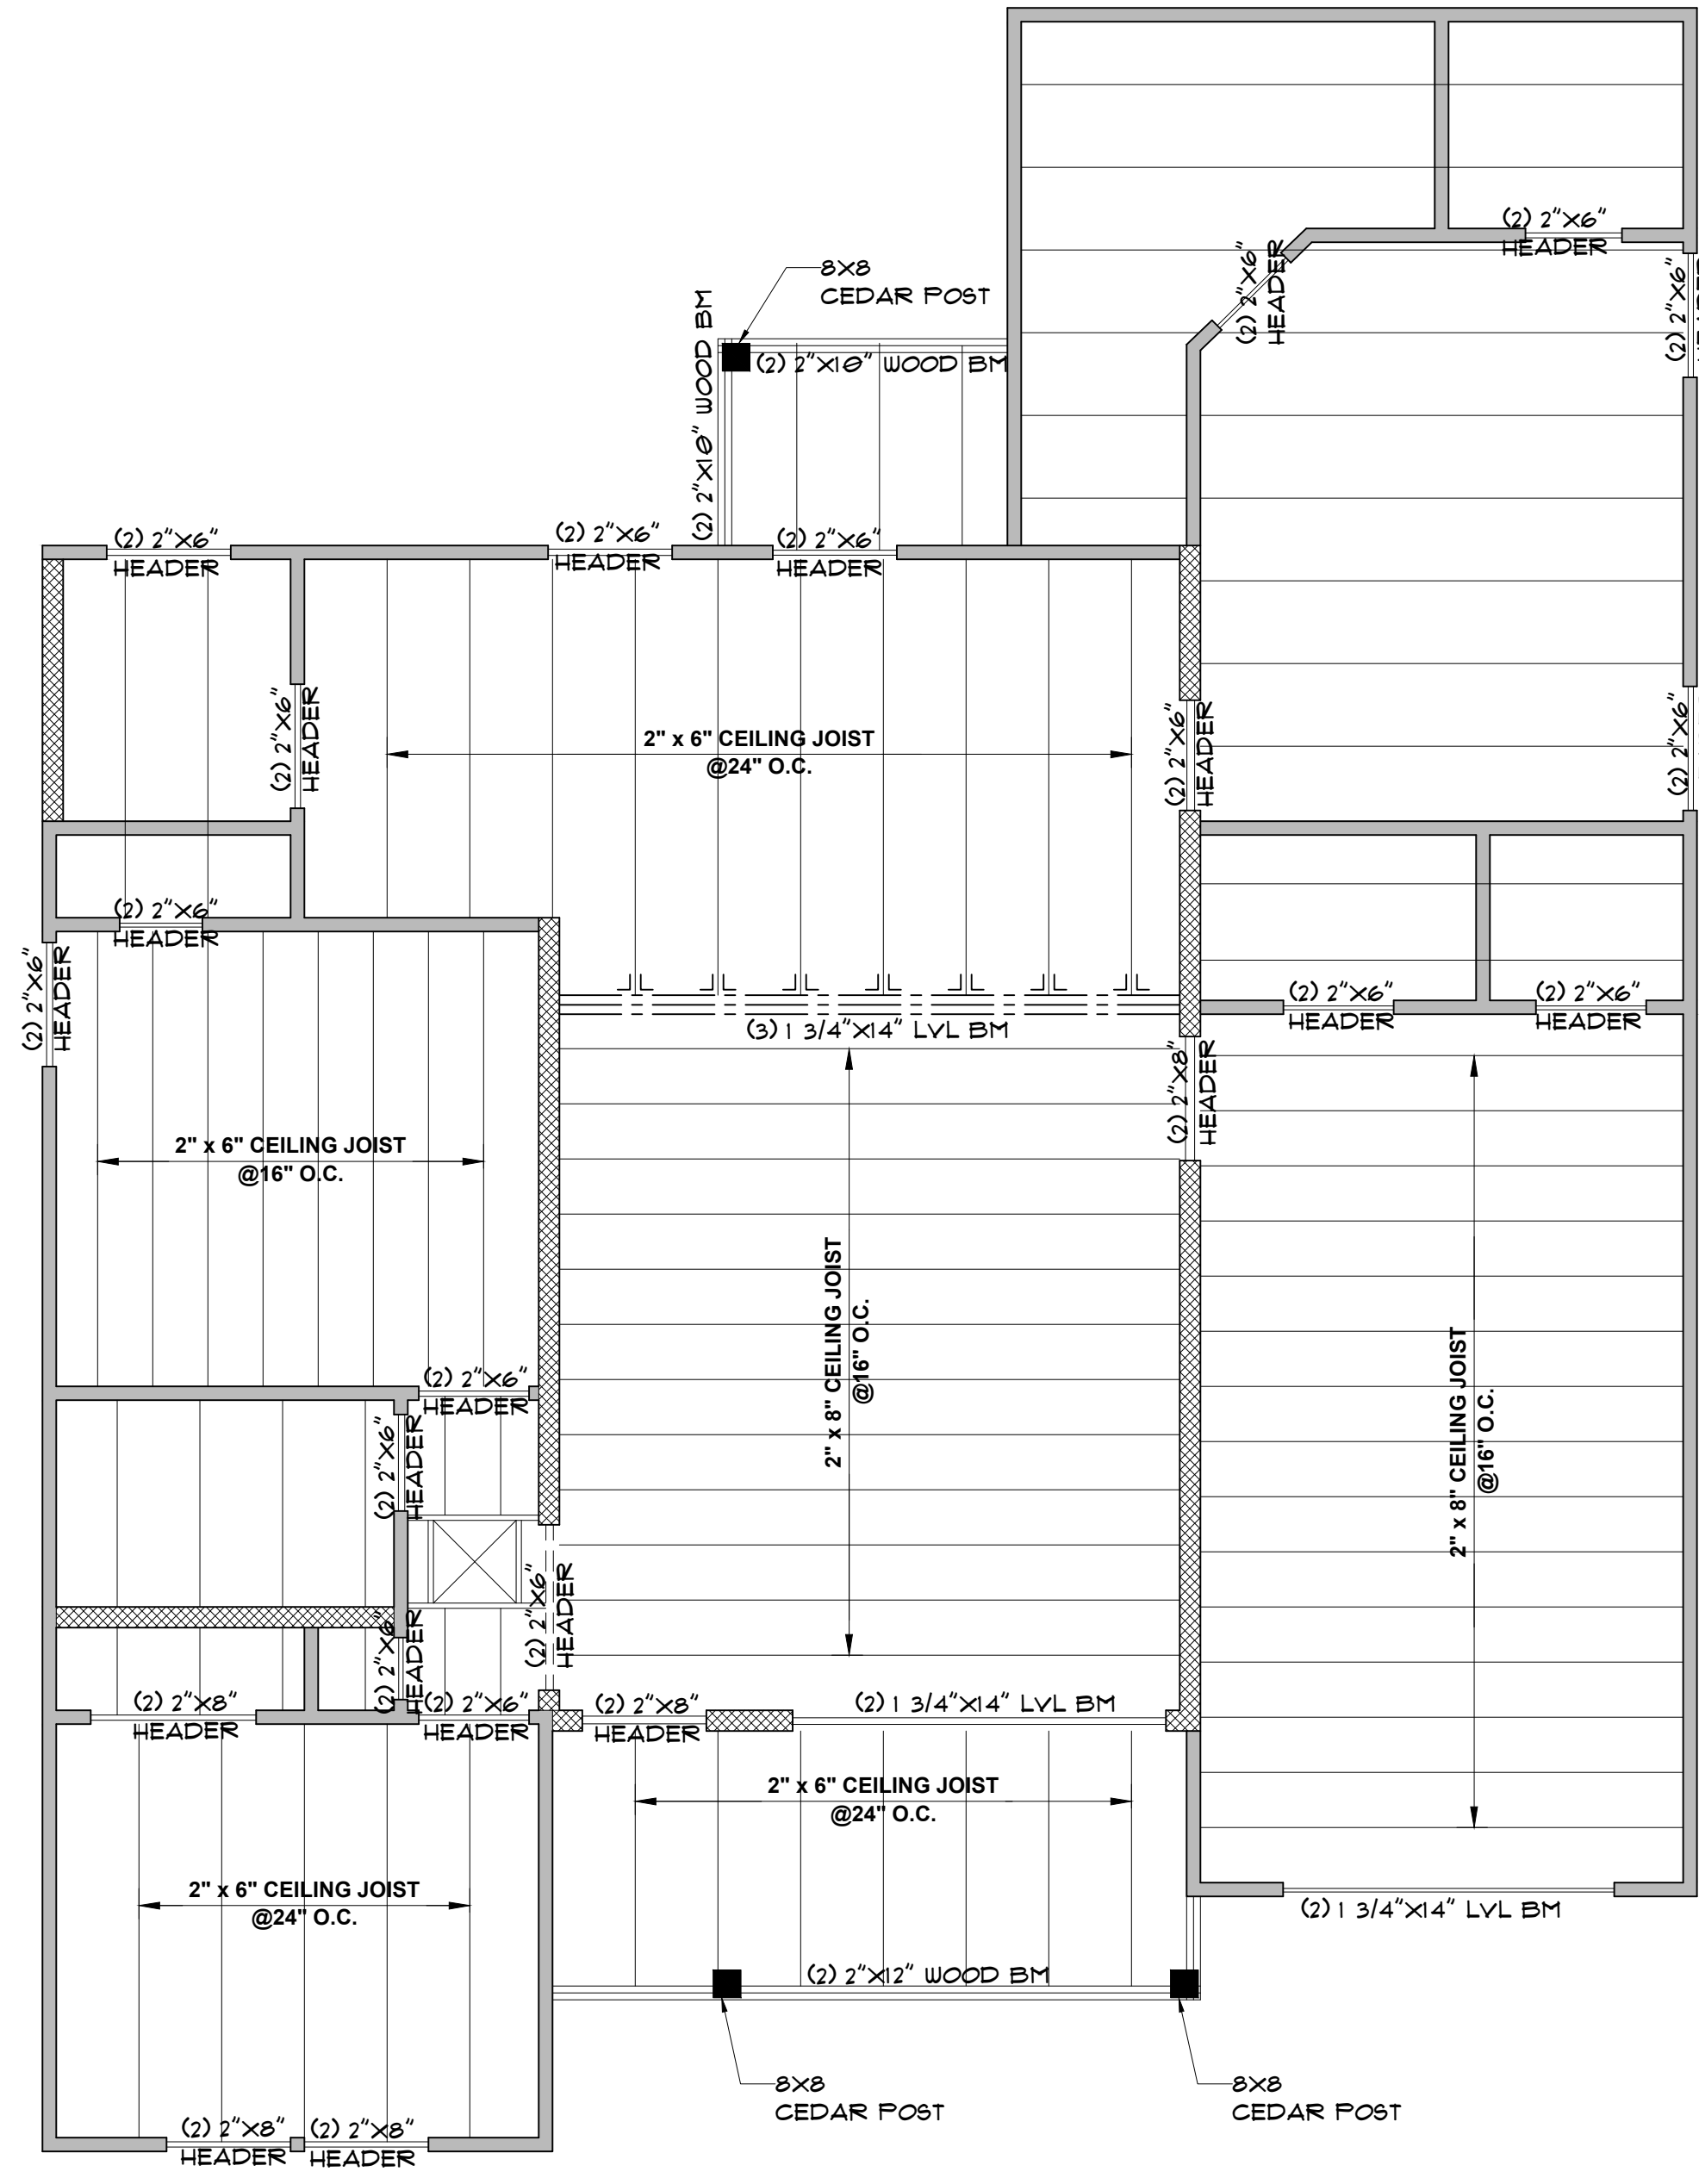 (2) 2"X6"
HEADER
(2) 2"X6"
HEADER
(2) 2"X6"
8X8
CEDAR POST
(2) 2"X10" WOOD BM
(2) 2"X10" WOOD BM
(2) 2"X6"
HEADER
(2) 2"X6"
HEADER
(2) 2"X6"
HEADER
(2) 2"X6"
HEADER
2" x 6" CEILING JOIST
@24" O.C.
(2) 2"X6"
HEADER
(2) 2"X6"
(2) 2"X6"
HEADER
(2) 2"X6"
HEADER
(2) 2"X6"
HEADER
(2) 2"X6"
HEADER
(3) 1 3/4"X14" LVL BM
(2) 2"X8"
HEADER
2" x 6" CEILING JOIST
@16" O.C.
2" x 8" CEILING JOIST
@16" O.C.
2" x 8" CEILING JOIST
@16" O.C.
(2) 2"X6"
HEADER
(2) 2"X6"
HEADER
(2) 2"X6"
HEADER
(2) 2"X6"
HEADER
(2) 2"X8"
HEADER
(2) 2"X6"
HEADER
(2) 2"X8"
HEADER
(2) 1 3/4"X14" LVL BM
2" x 6" CEILING JOIST
@24" O.C.
2" x 6" CEILING JOIST
@24" O.C.
(2) 1 3/4"X14" LVL BM
(2) 2"X12" WOOD BM
8X8
CEDAR POST
8X8
CEDAR POST
(2) 2"X8"
HEADER
(2) 2"X8"
HEADER